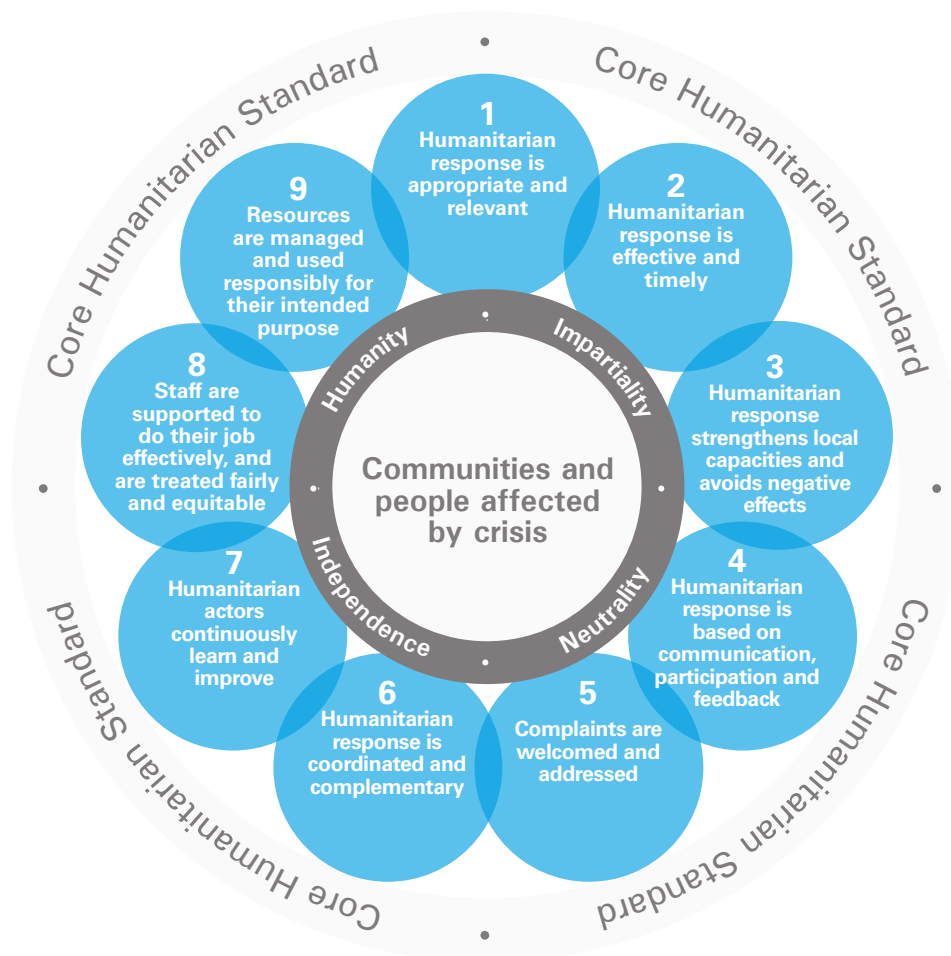 Core Humanitarian Standard
Core Humanitarian Standard
1
Humanitarian
response is
appropriate and
relevant
2
Humanitarian
response is
effective and
timely
3
Humanitarian
response
strengthens local
capacities and
avoids negative
effects
4
Humanitarian
response is
based on
communication,
participation and
feedback
5
Complaints are
welcomed and
addressed
6
Humanitarian
response is
coordinated and
complementary
7
Humanitarian
actors
continuously
learn and
improve
8
Staff are
supported to
do their job
effectively, and
are treated fairly
and equitable
9
Resources
are managed
and used
responsibly for
their intended
purpose
Humanity
Impartiality
Neutrality
Independence
Communities and
people affected
by crisis
Core Humanitarian Standard
Core Humanitarian Standard